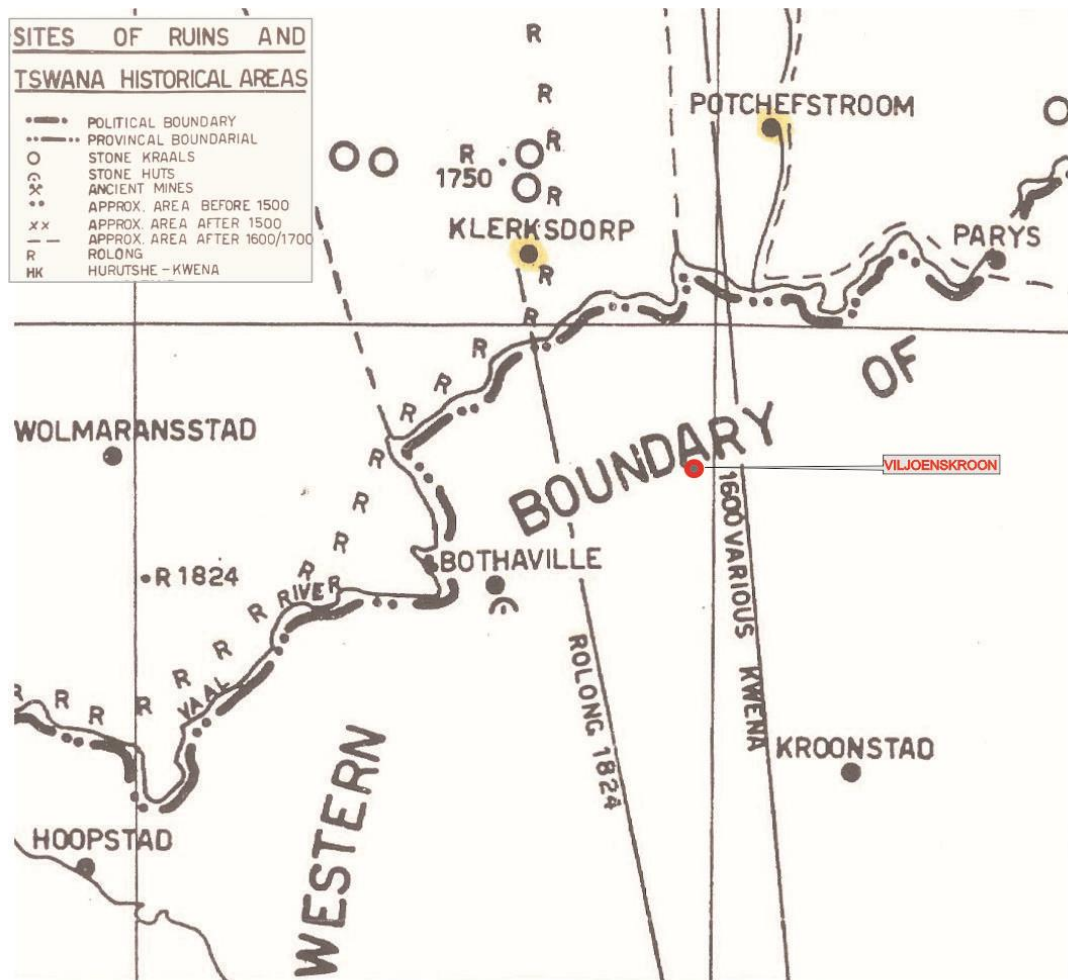 SITES OF RUINS AND
TSWANA HISTORICAL AREAS
POLITICAL BOUNDARY
PROVINCAL BOUNDARIAL
STONE KRAALS
STONE HUTS
ANCIENT MINES
APPROX. AREA BEFORE 1500
XX APPROX. AREA AFTER 1500
APPROX. AREA AFTER 1600/1700
R ROLONG
HK HURUTSHE-KWENA
R
R
R
POTCHEFSTROOM
R
1750
R
KLERKSDORP
PARYS
R
R
R
R
R
OF
WOLMARANSSTAD
BOUNDARY
R
VILJOENSKROON
R
R
R
BOTHAVILLE
R 1824
RIVER
R
R
R
VAAL
R
R
R
R
1600 VARIOUS KWENA
ROLONG 1824
KROONSTAD
HOOPSTAD
WESTERN